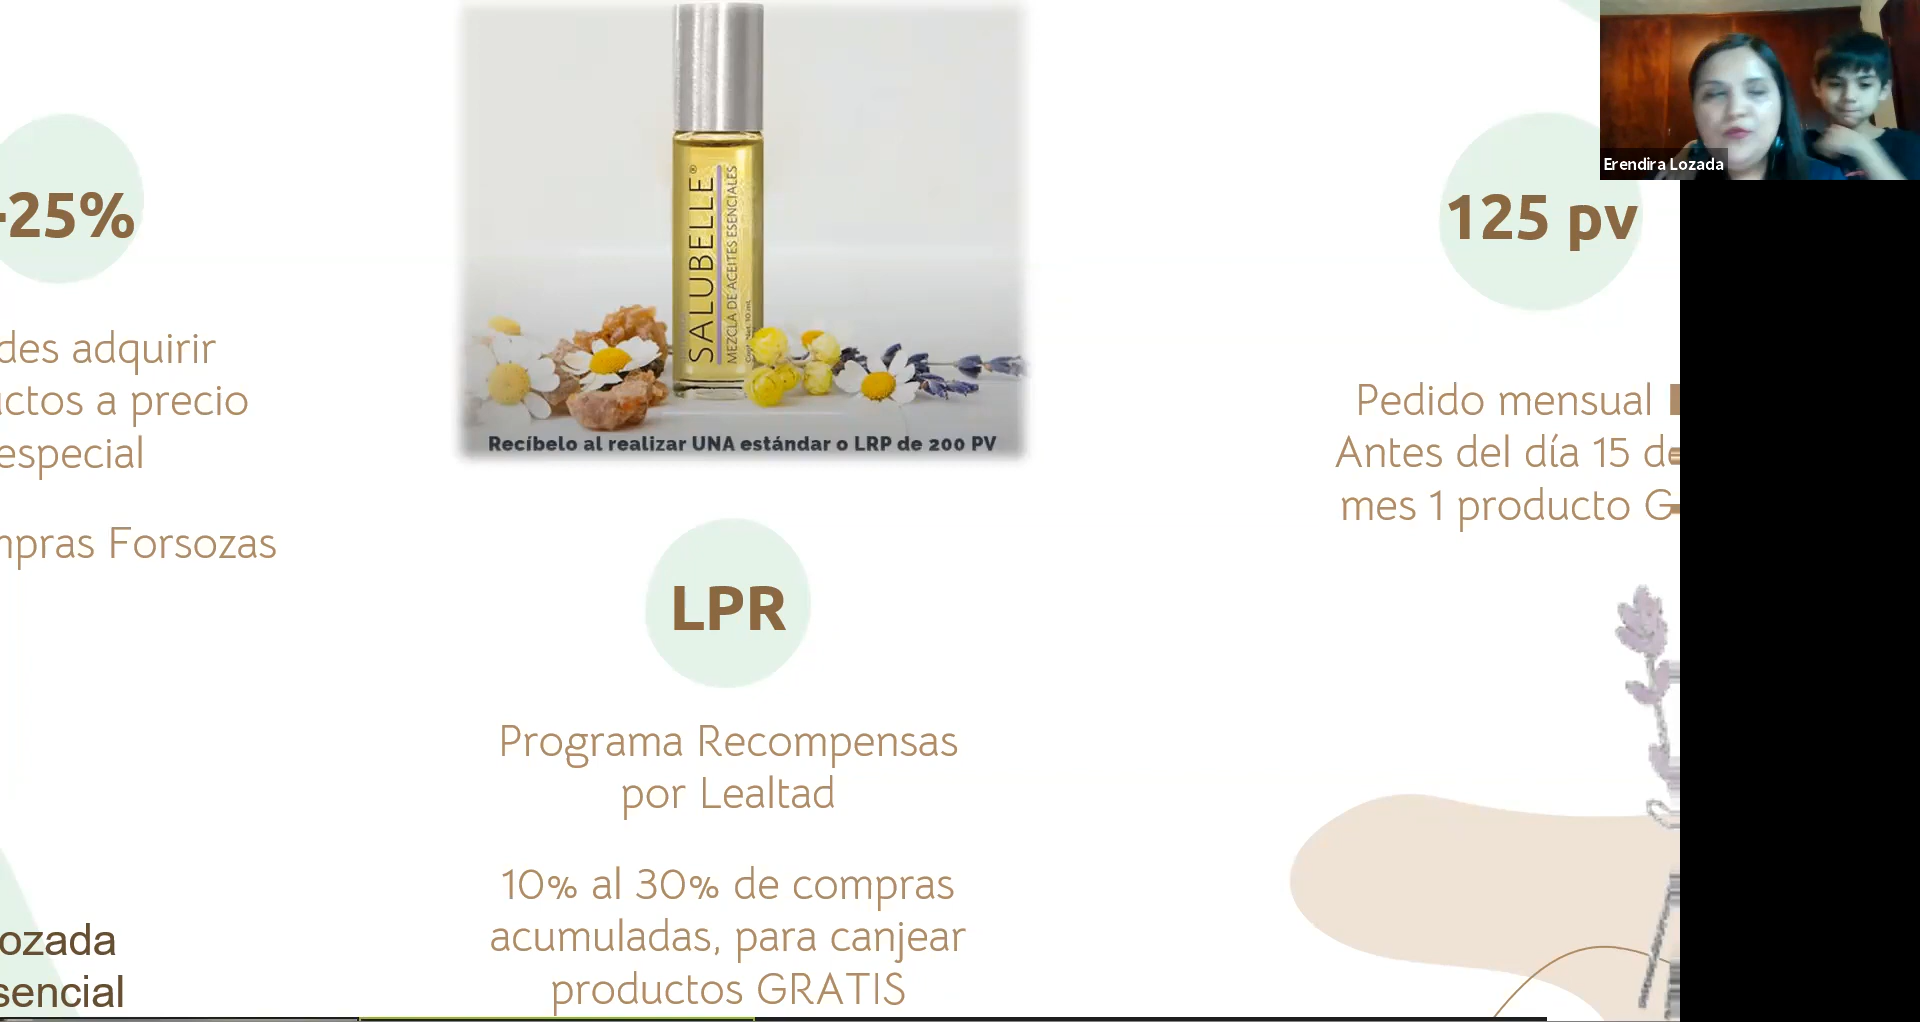 -25%
des adquirir
uctos a precio
especial
mpras Forsozas
ozada
sencial
SALUBELLE®
MEZCLA DE ACEITES ESENCIALES
Recíbelo al realizar UNA estándar o LRP de 200 PV
LPR
Programa Recompensas
por Lealtad
10% al 30% de compras
acumuladas, para canjear
productos GRATIS
125 pv
Pedido mensual
Antes del día 15 de
mes 1 producto G
Erendira Lozada